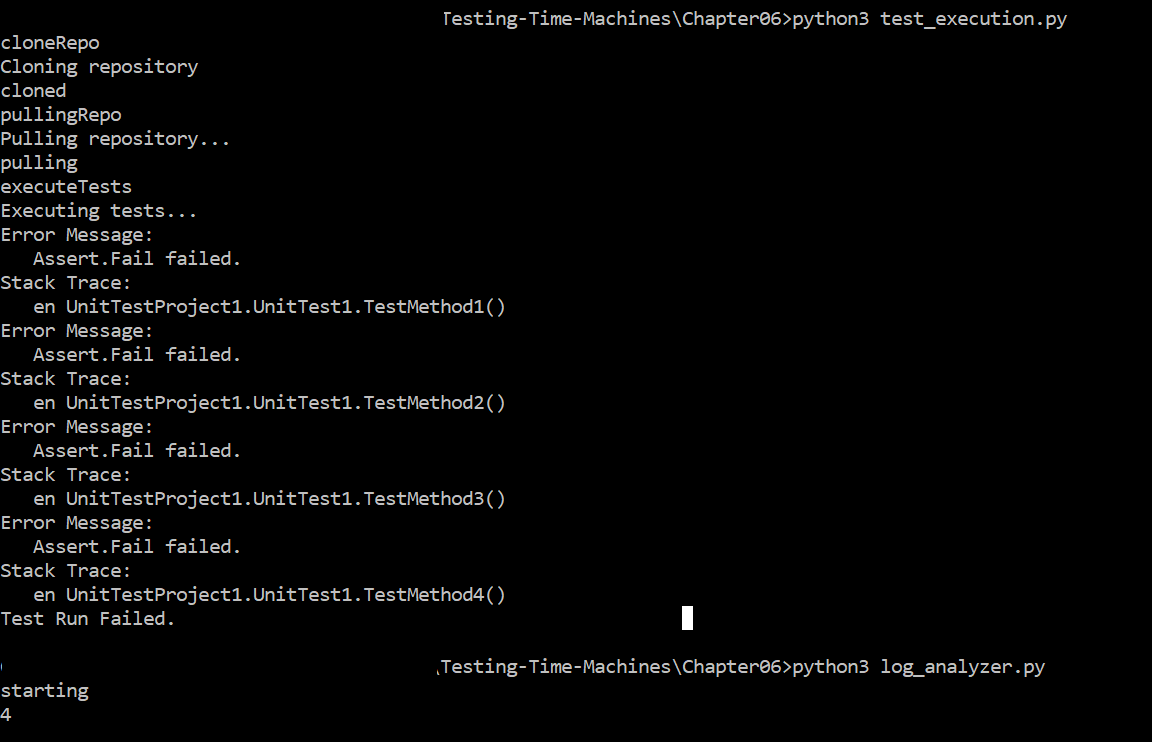 Testing-Time-Machines\Chapter06>python3 test_execution.py
cloneRepo
Cloning repository
cloned
pullingRepo
Pulling repository...
pulling
executeTests
Executing tests...
Error Message:
   Assert.Fail failed.
Stack Trace:
   en UnitTestProject1.UnitTest1.TestMethod1()
Error Message:
   Assert.Fail failed.
Stack Trace:
   en UnitTestProject1.UnitTest1.TestMethod2()
Error Message:
   Assert.Fail failed.
Stack Trace:
   en UnitTestProject1.UnitTest1.TestMethod3()
Error Message:
   Assert.Fail failed.
Stack Trace:
   en UnitTestProject1.UnitTest1.TestMethod4()
Test Run Failed.
\Testing-Time-Machines\Chapter06>python3 log_analyzer.py
starting
4